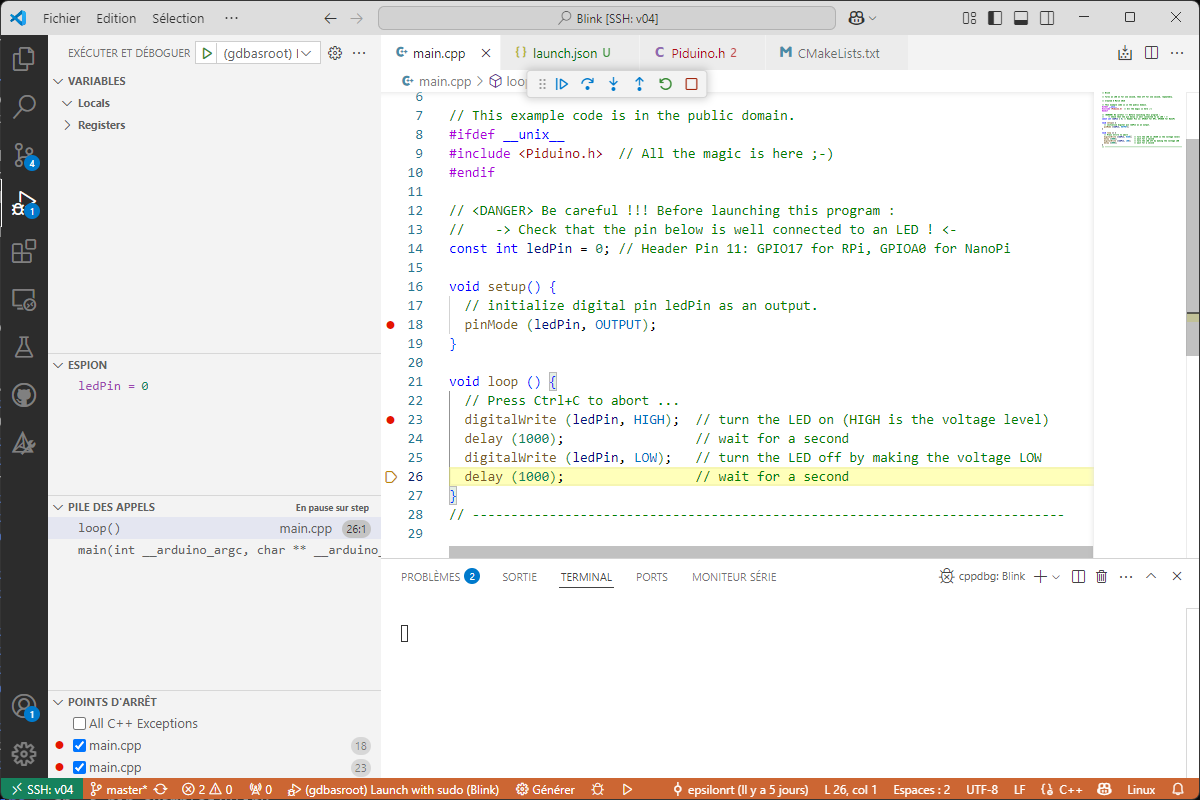 Fichier Edition Sélection ··· Blink [SSH: v04]
EXÉCUTER ET DÉBOGUER (gdbasroot) l
main.cpp launch.json U Piduino.h 2 CMakeLists.txt
main.cpp > loo
VARIABLES
Locals
Registers
ESPION
ledPin = 0
PILE DES APPELS En pause sur step
loop() main.cpp 26:1
main(int __arduino_argc, char ** __arduino_
POINTS D'ARRÊT
All C++ Exceptions
main.cpp 18
main.cpp 23
4
1
1
6
7 // This example code is in the public domain.
8 #ifdef __unix__
9 #include <Piduino.h> // All the magic is here ;-)
10 #endif
11
12 // <DANGER> Be careful !!! Before launching this program :
13 // -> Check that the pin below is well connected to an LED ! <-
14 const int ledPin = 0; // Header Pin 11: GPIO17 for RPi, GPIOA0 for NanoPi
15
16 void setup() {
17 // initialize digital pin ledPin as an output.
18 pinMode (ledPin, OUTPUT);
19 }
20
21 void loop () {
22 // Press Ctrl+C to abort ...
23 digitalWrite (ledPin, HIGH); // turn the LED on (HIGH is the voltage level)
24 delay (1000); // wait for a second
25 digitalWrite (ledPin, LOW); // turn the LED off by making the voltage LOW
26 delay (1000); // wait for a second
27 }
28 // -----------------------------------------------------------------------------
29
PROBLÈMES 2 SORTIE TERMINAL PORTS MONITEUR SÉRIE cppdbg: Blink
SSH: v04 master* 2 0 0 (gdbasroot) Launch with sudo (Blink) Générer epsilonrt (Il y a 5 jours) L 26, col 1 Espaces : 2 UTF-8 LF C++ Linux